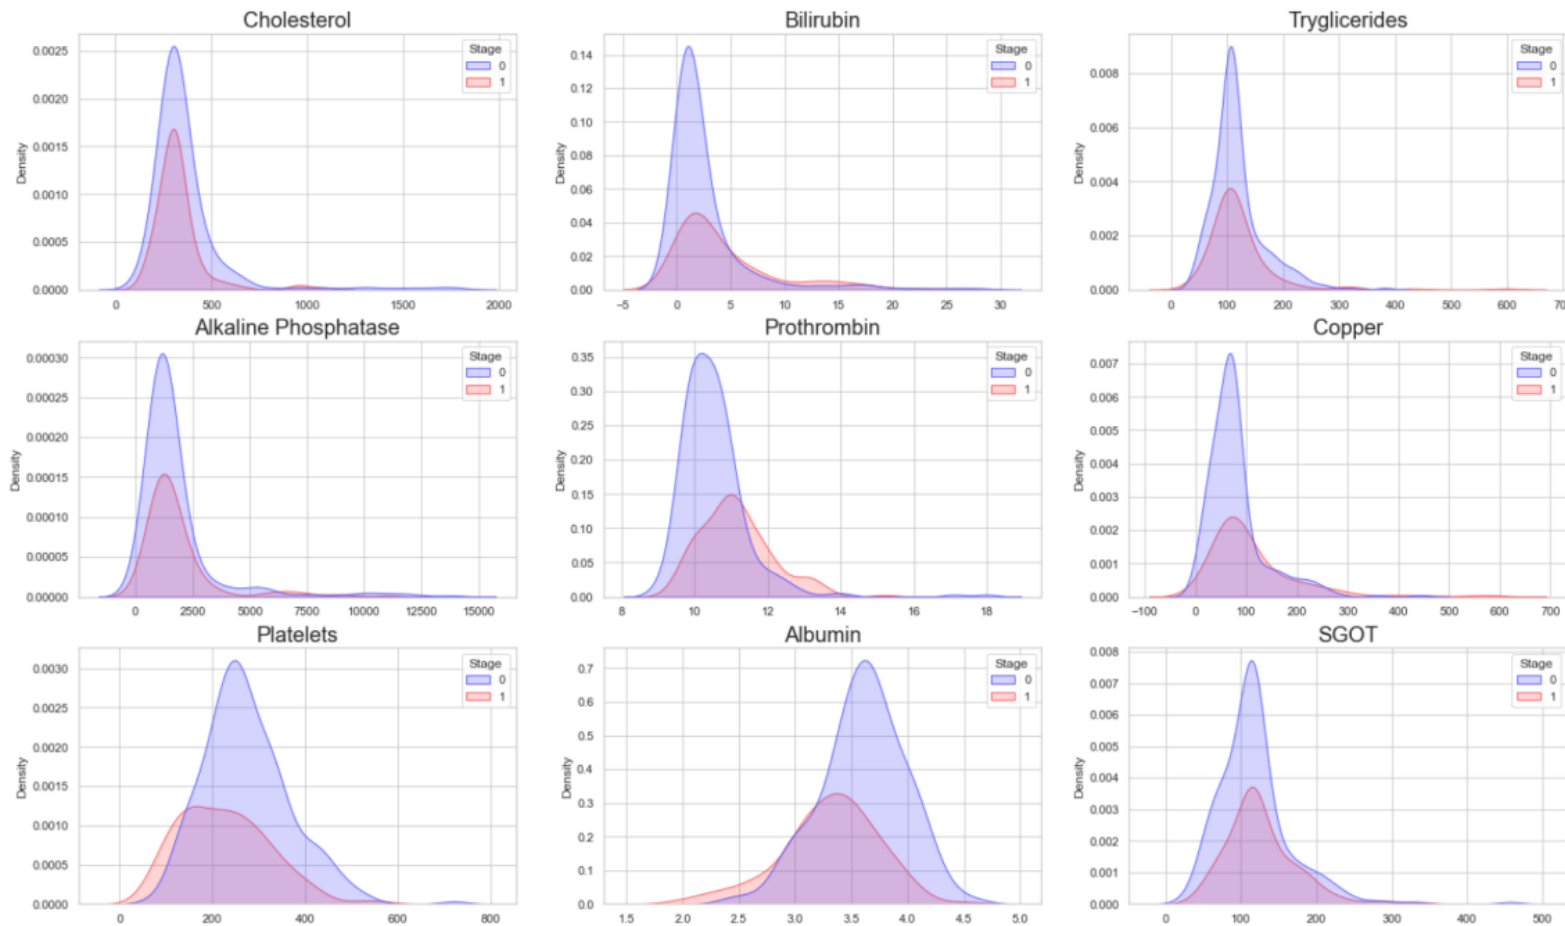 Cholesterol
Density
0.0025
0.0020
0.0015
0.0010
0.0005
0.0000
0 500 1000 1500 2000
Stage
0
1
Bilirubin
Density
0.14
0.12
0.10
0.08
0.06
0.04
0.02
0.00
−5 0 5 10 15 20 25 30
Stage
0
1
Tryglicerides
Density
0.008
0.006
0.004
0.002
0.000
0 100 200 300 400 500 600 70
Stage
0
1
Alkaline Phosphatase
Density
0.00030
0.00025
0.00020
0.00015
0.00010
0.00005
0.00000
0 2500 5000 7500 10000 12500 15000
Stage
0
1
Prothrombin
Density
0.35
0.30
0.25
0.20
0.15
0.10
0.05
0.00
8 10 12 14 16 18
Stage
0
1
Copper
Density
0.007
0.006
0.005
0.004
0.003
0.002
0.001
0.000
−100 0 100 200 300 400 500 600 700
Stage
0
1
Platelets
Density
0.0030
0.0025
0.0020
0.0015
0.0010
0.0005
0.0000
0 200 400 600 800
Stage
0
1
Albumin
Density
0.7
0.6
0.5
0.4
0.3
0.2
0.1
0.0
1.5 2.0 2.5 3.0 3.5 4.0 4.5 5.0
Stage
0
1
SGOT
Density
0.008
0.007
0.006
0.005
0.004
0.003
0.002
0.001
0.000
0 100 200 300 400 500
Stage
0
1